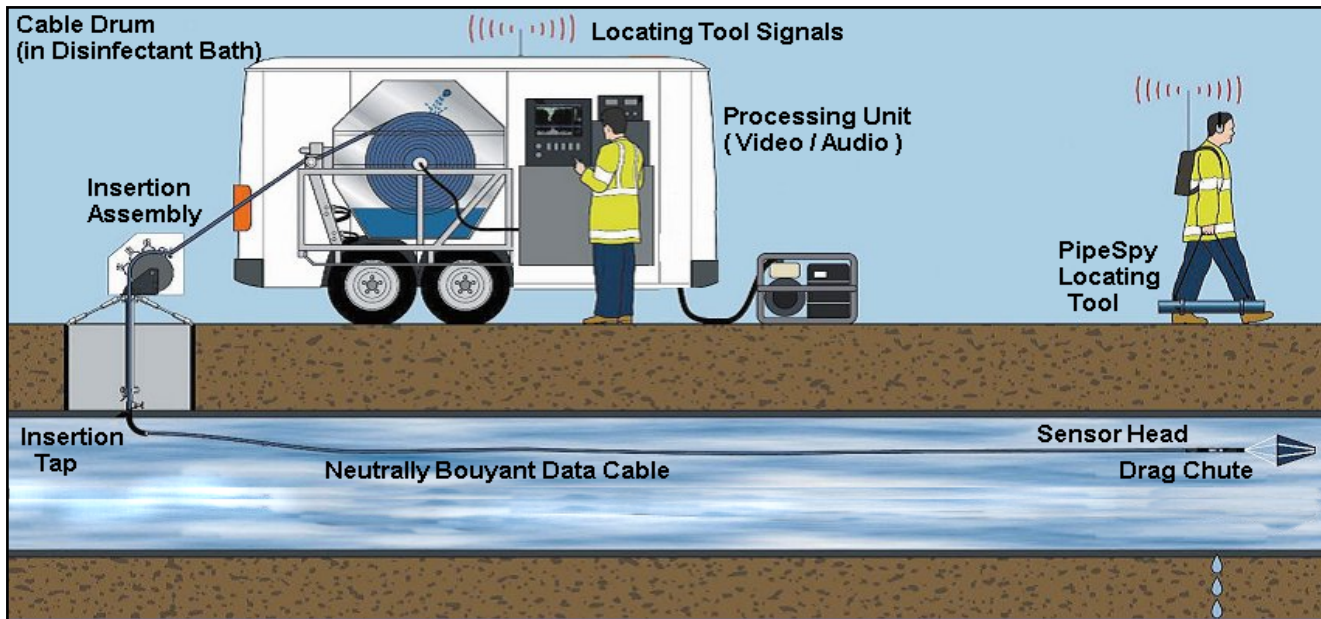 Cable Drum
(in Disinfectant Bath)
Locating Tool Signals
Processing Unit
( Video / Audio )
Insertion
Assembly
PipeSpy
Locating
Tool
Insertion
Tap
Neutrally Bouyant Data Cable
Sensor Head
Drag Chute